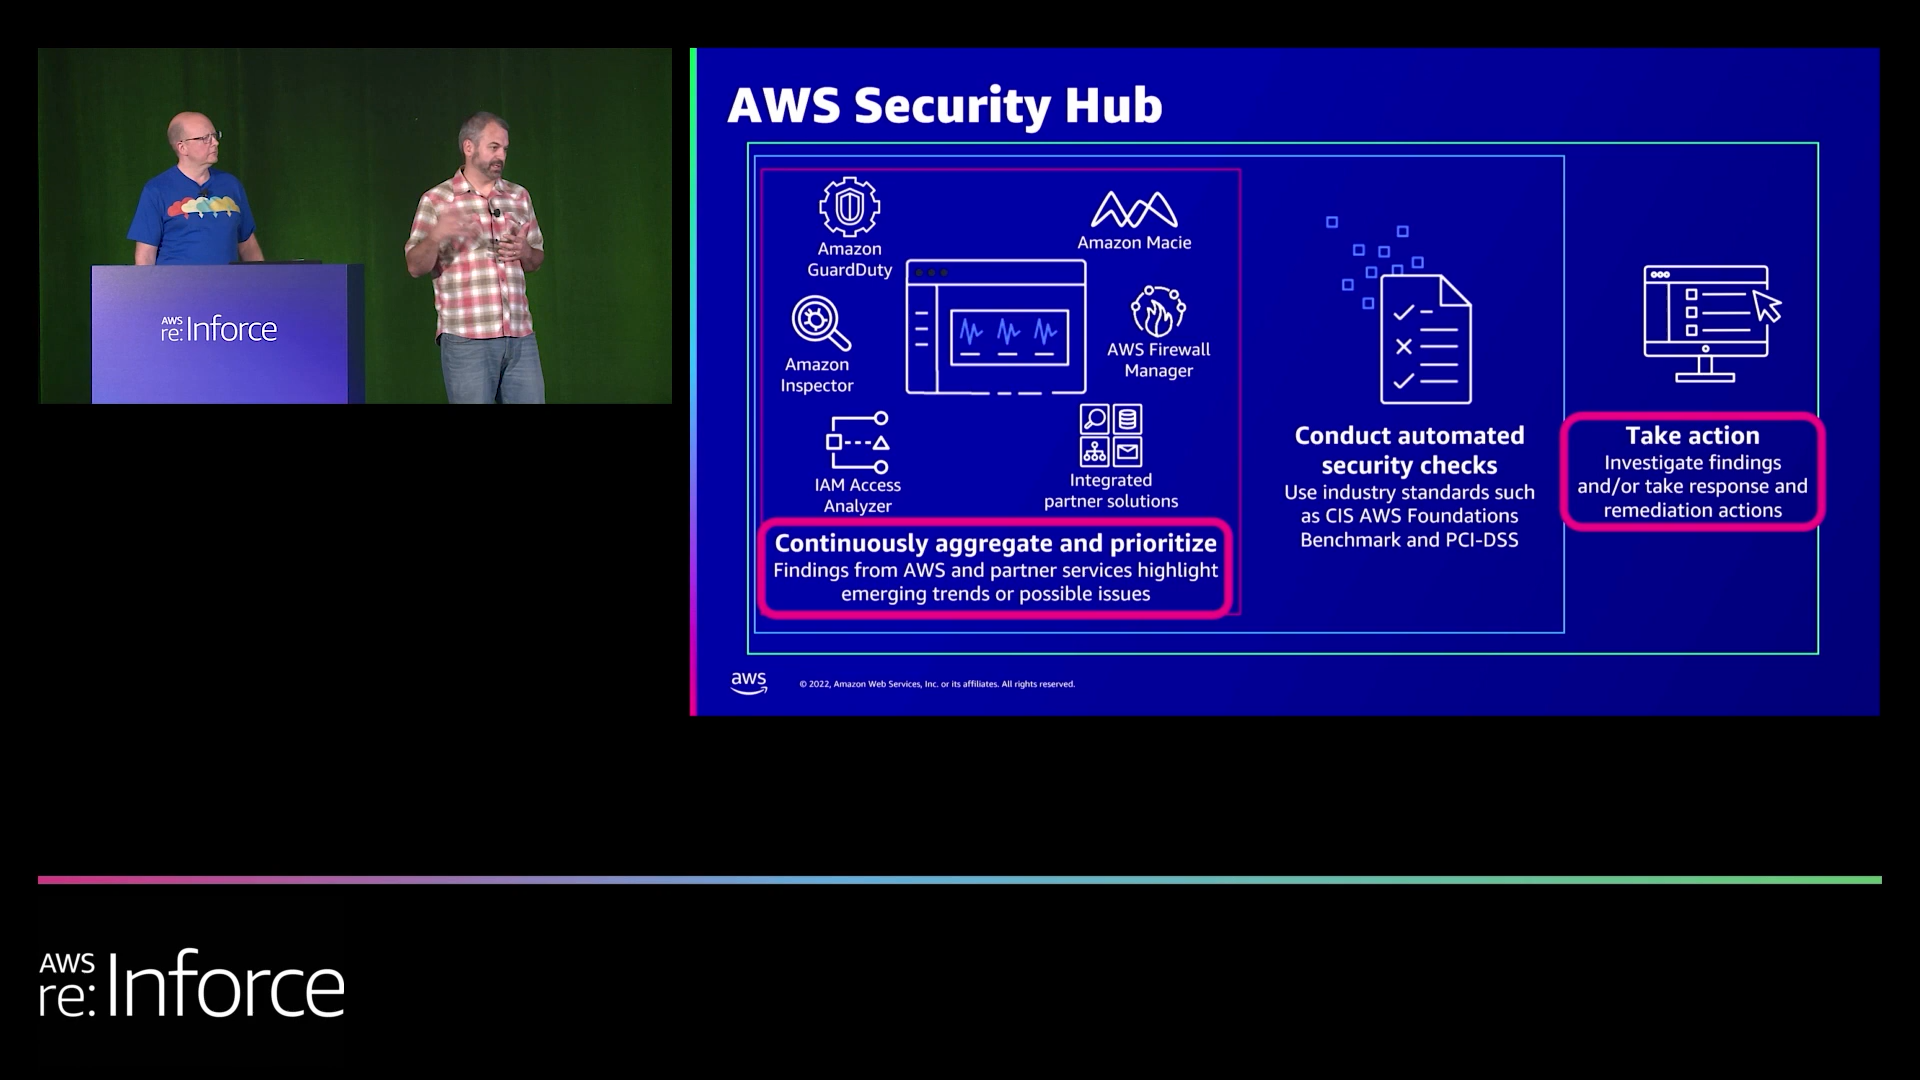 AWS
re:Inforce
AWS Security Hub
Amazon
GuardDuty
Amazon Macie
Amazon
Inspector
AWS Firewall
Manager
IAM Access
Analyzer
Integrated
partner solutions
Continuously aggregate and prioritize
Findings from AWS and partner services highlight
emerging trends or possible issues
Conduct automated
security checks
Use industry standards such
as CIS AWS Foundations
Benchmark and PCI-DSS
Take action
Investigate findings
and/or take response and
remediation actions
aws
© 2022, Amazon Web Services, Inc. or its affiliates. All rights reserved.
AWS
re:Inforce